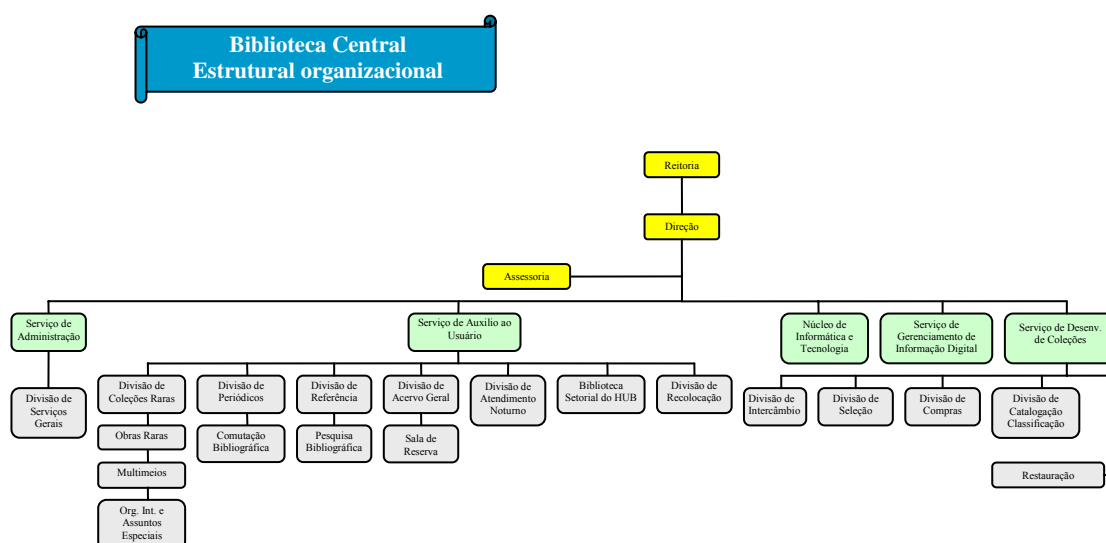 Biblioteca Central
Estrutural organizacional
Reitoria
Direção
Assessoria
Serviço de
Administração
Serviço de Auxilio ao
Usuário
Núcleo de
Informática e
Tecnologia
Serviço de
Gerenciamento de
Informação Digital
Serviço de Desenv.
de Coleções
Divisão de
Serviços
Gerais
Divisão de
Coleções Raras
Divisão de
Periódicos
Divisão de
Referência
Divisão de
Acervo Geral
Divisão de
Atendimento
Noturno
Biblioteca
Setorial do HUB
Divisão de
Recolocação
Divisão de
Intercâmbio
Divisão de
Seleção
Divisão de
Compras
Divisão de
Catalogação
Classificação
Obras Raras
Comutação
Bibliográfica
Pesquisa
Bibliográfica
Sala de
Reserva
Multimeios
Restauração
Org. Int. e
Assuntos
Especiais